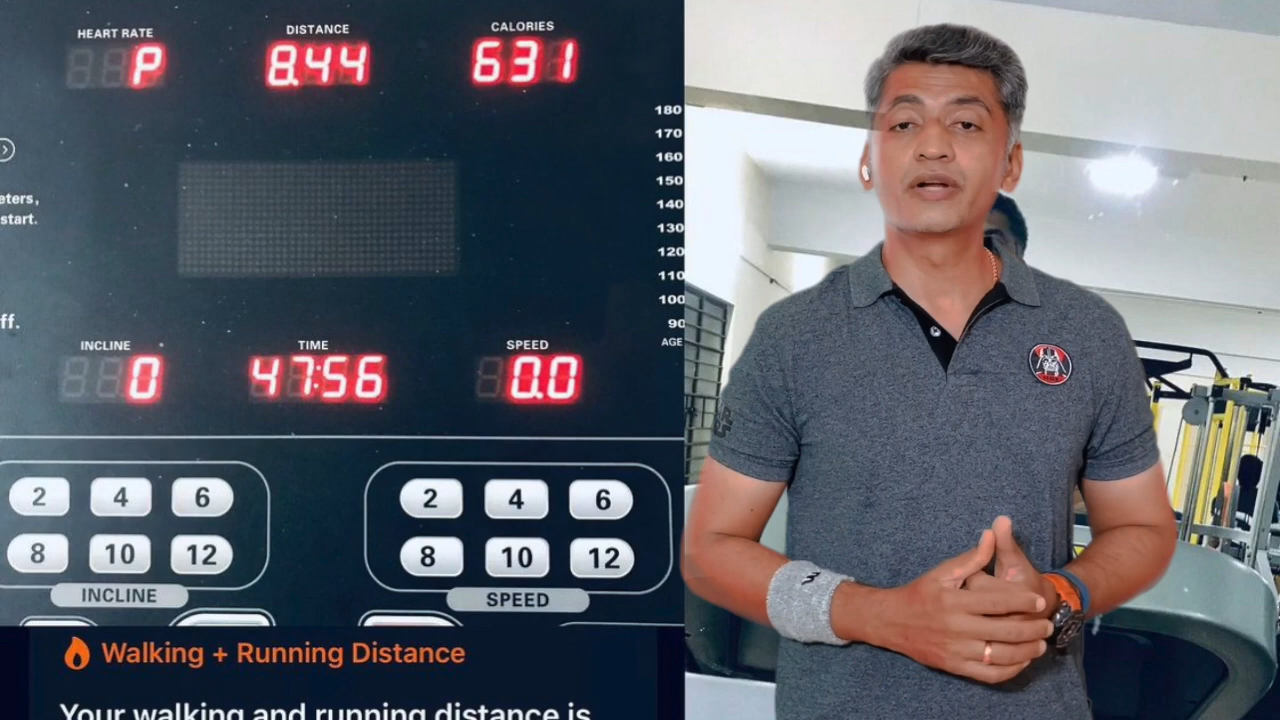 HEART RATE
DISTANCE
CALORIES
P
8.44
631
180
170
160
150
140
130
120
110
100
90
AGE
eters,
start.
ff.
INCLINE
TIME
SPEED
0
47:56
0.0
2 4 6
8 10 12
INCLINE
2 4 6
8 10 12
SPEED
Walking + Running Distance
Your walking and running distance is